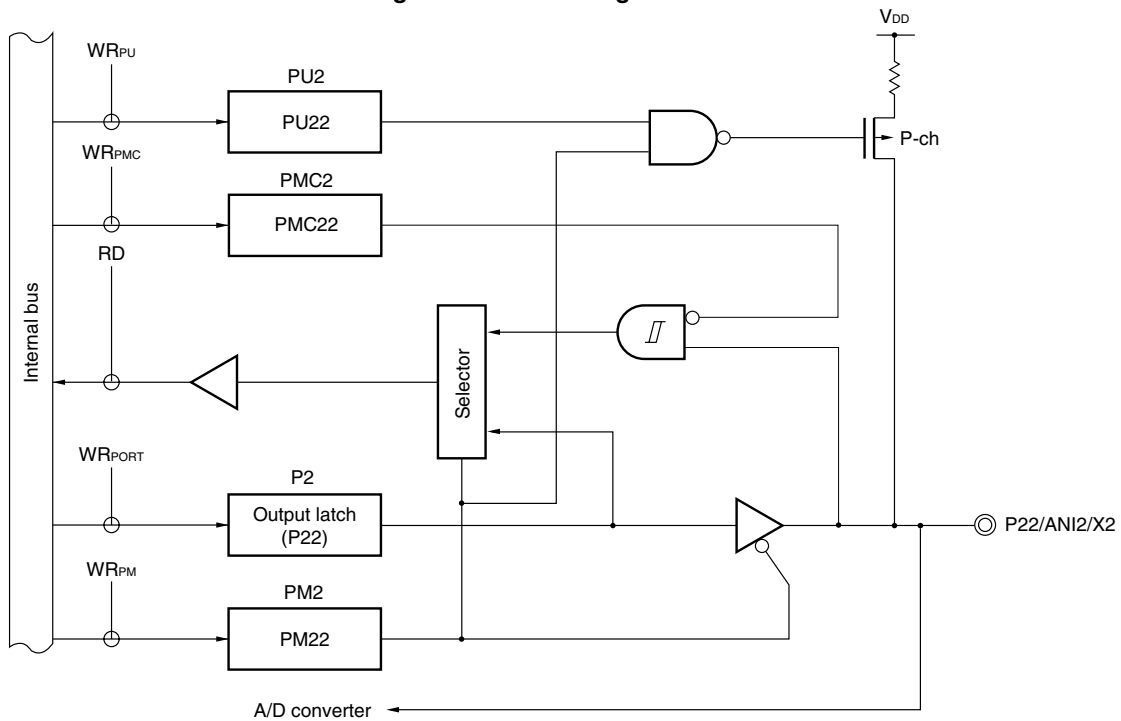 VDD
WRPU
PU2
PU22
P-ch
WRPMC
PMC2
PMC22
RD
Internal bus
Selector
WRPORT
P2
Output latch
(P22)
P22/ANI2/X2
WRPM
PM2
PM22
A/D converter